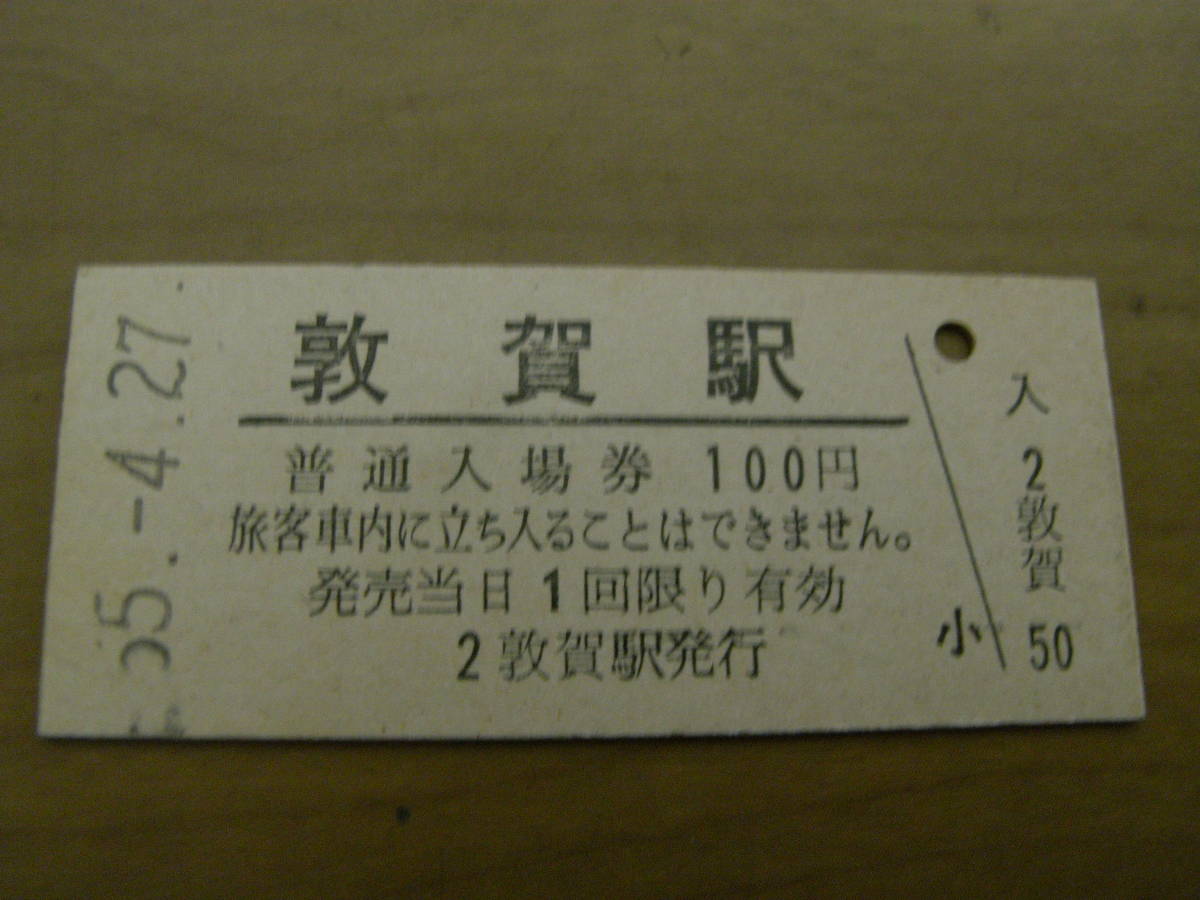 敦賀駅
普通入場券 100円
旅客車内に立ち入ることはできません。
発売当日1回限り有効
2敦賀駅発行
小
入
2
敦賀
50
55.-4.27.